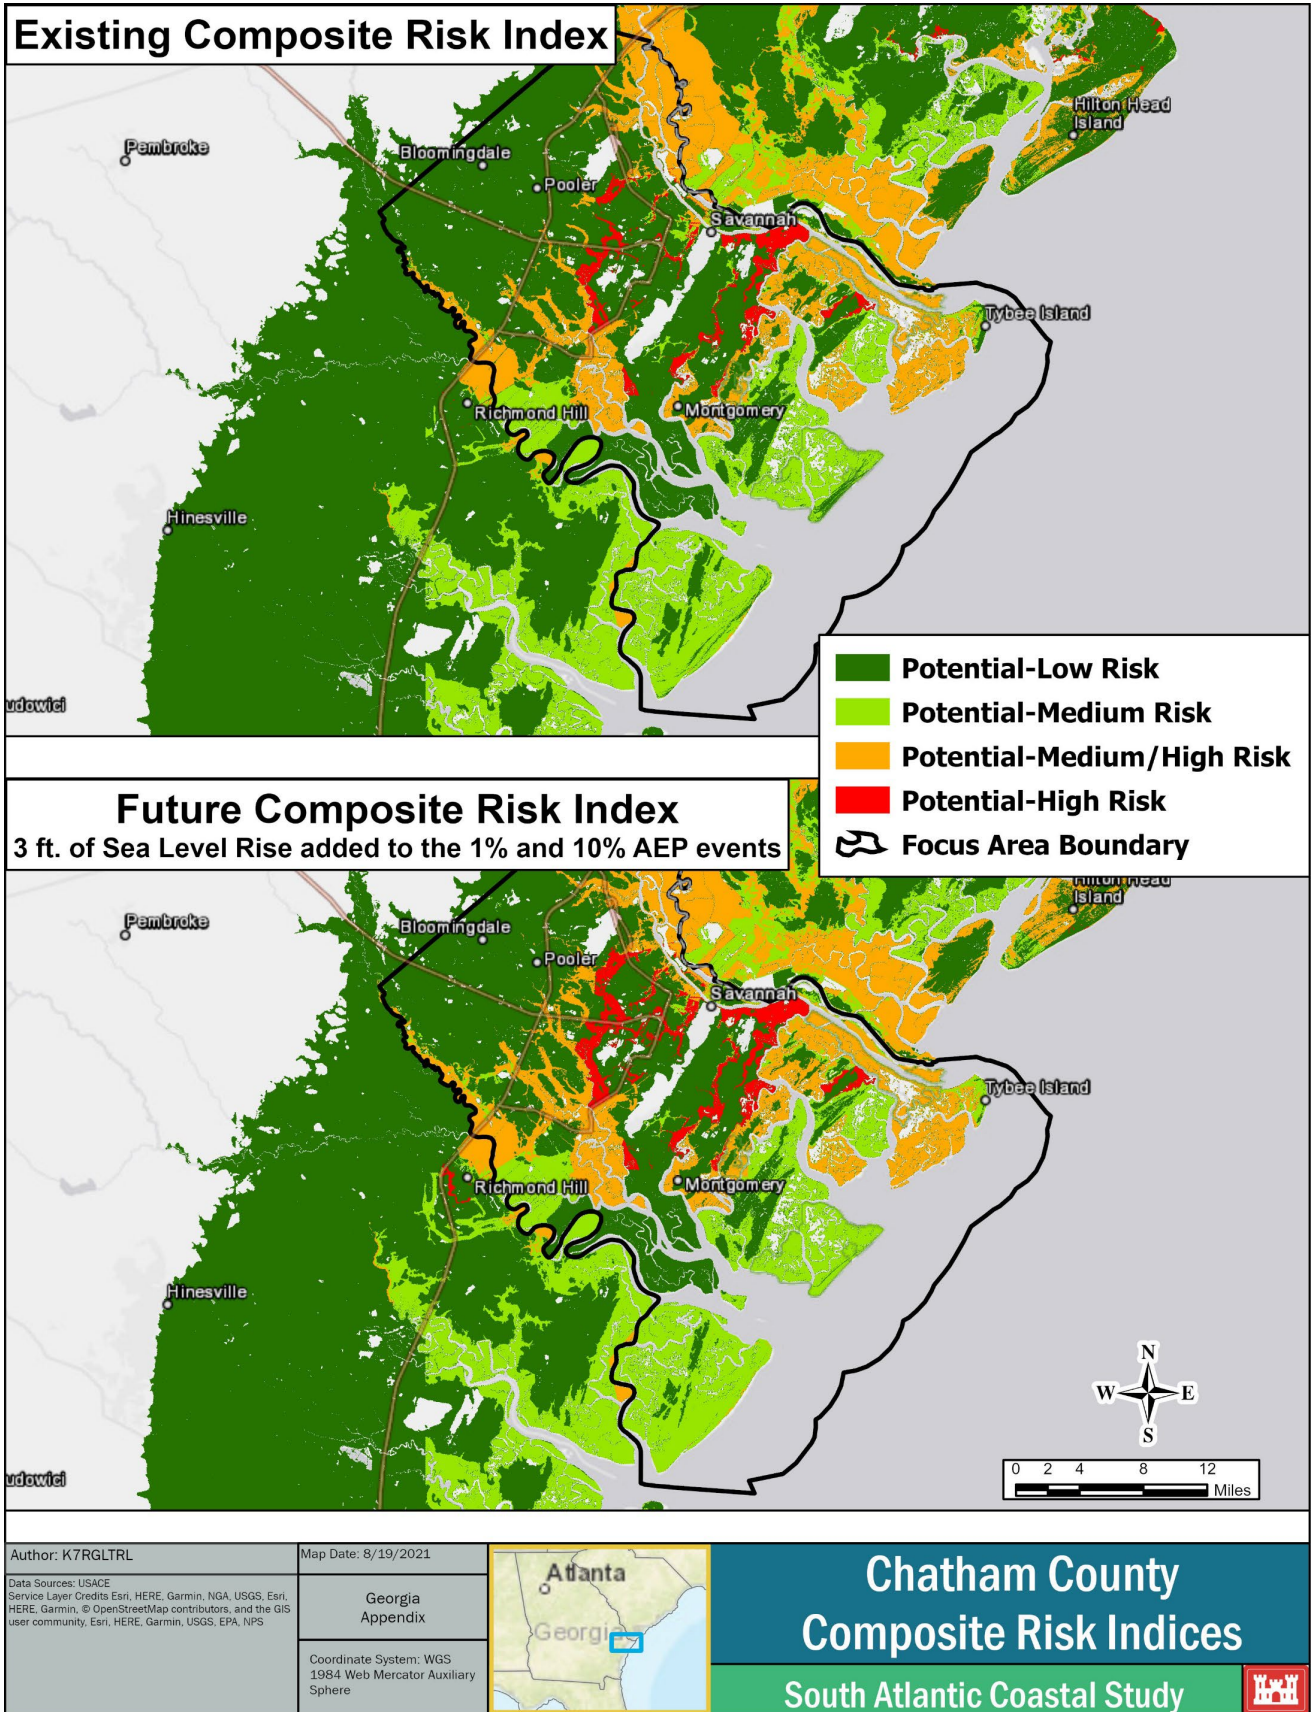 Existing Composite Risk Index
Pembroke
Bloomingdale
Pooler
Hilton Head
Island
Savannah
Tybee Island
Richmond Hill
Montgomery
Hinesville
udowici
Potential-Low Risk
Potential-Medium Risk
Potential-Medium/High Risk
Potential-High Risk
Focus Area Boundary
Future Composite Risk Index
3 ft. of Sea Level Rise added to the 1% and 10% AEP events
Hilton Head
Island
Pembroke
Bloomingdale
Pooler
Savannah
Tybee Island
Richmond Hill
Montgomery
Hinesville
udowici
N
W E
S
0 2 4 8 12
Miles
Author: K7RGLTRL
Map Date: 8/19/2021
Data Sources: USACE
Service Layer Credits Esri, HERE, Garmin, NGA, USGS, Esri,
HERE, Garmin, © OpenStreetMap contributors, and the GIS
user community, Esri, HERE, Garmin, USGS, EPA, NPS
Georgia
Appendix
Coordinate System: WGS
1984 Web Mercator Auxiliary
Sphere
Atlanta
Georgia
Chatham County
Composite Risk Indices
South Atlantic Coastal Study